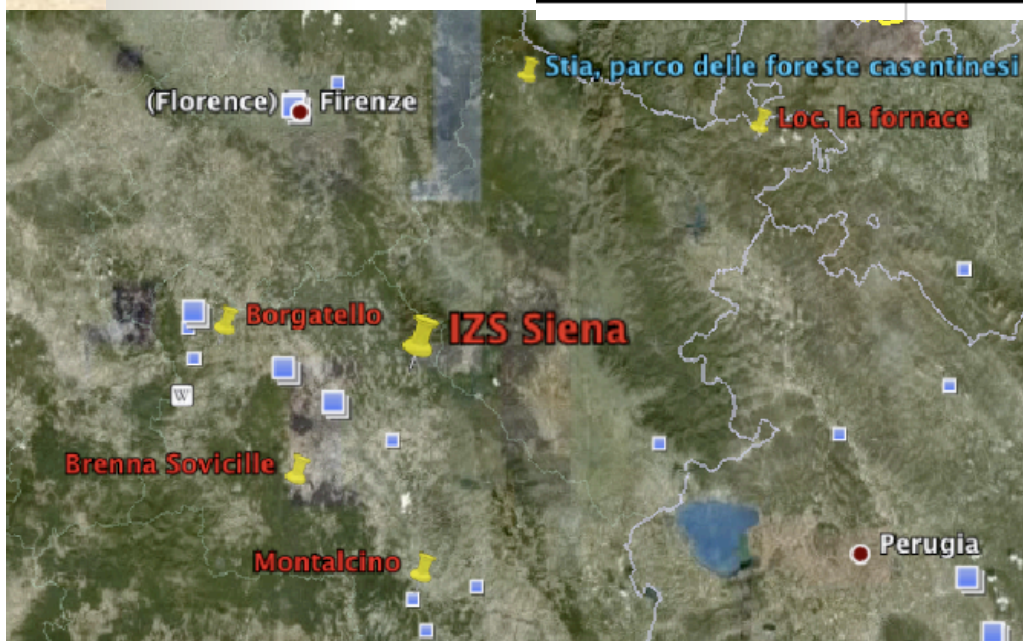 Stia, parco delle foreste casentinesi
(Florence) Firenze
Loc. la fornace
Borgatello
IZS Siena
W
Brenna Sovicille
Perugia
Montalcino